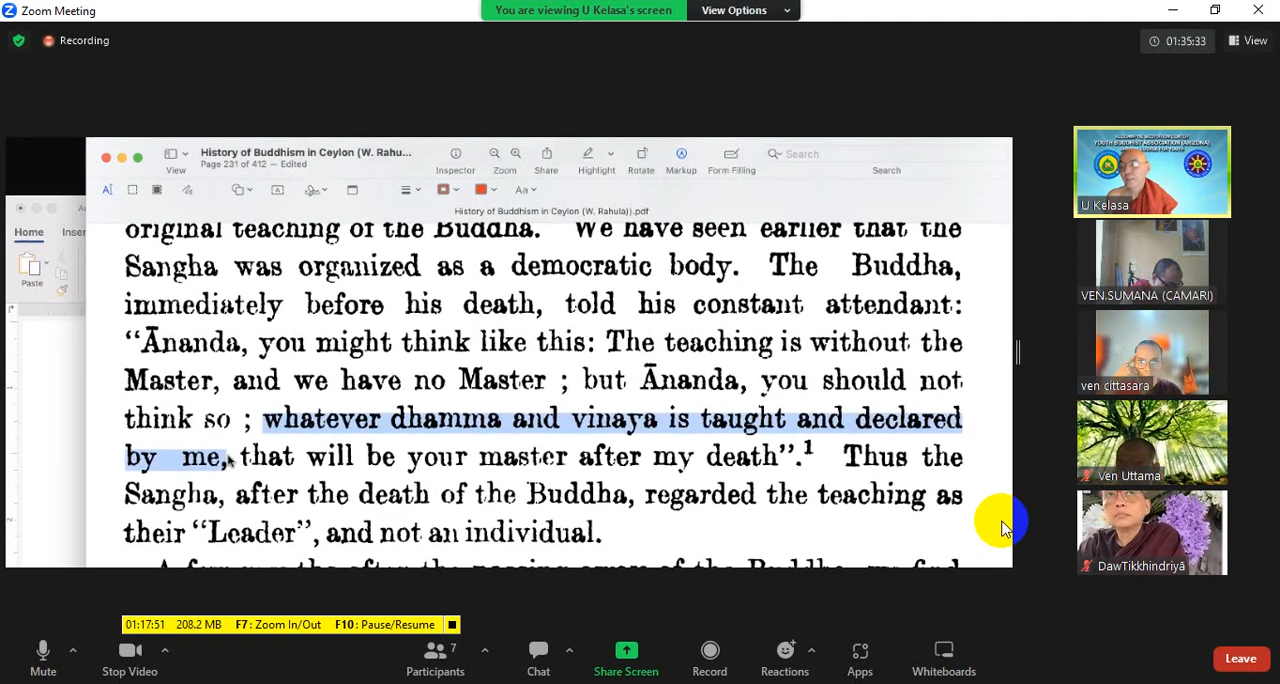 Zoom Meeting
You are viewing U Kelasa's screen
View Options
Recording
01:35:33
View
History of Buddhism in Ceylon (W. Rahu...
Page 231 of 412 — Edited
View
Inspector
Zoom
Share
Highlight
Rotate
Markup
Form Filling
Search
Search
Aa
History of Buddhism in Ceylon (W. Rahula)).pdf
Home
Inser
Paste
original teaching of the Buddha. We have seen earlier that the
Sangha was organized as a democratic body. The Buddha,
immediately before his death, told his constant attendant:
“Ānanda, you might think like this: The teaching is without the
Master, and we have no Master ; but Ānanda, you should not
think so ; whatever dhamma and vinaya is taught and declared
by me, that will be your master after my death”.1 Thus the
Sangha, after the death of the Buddha, regarded the teaching as
their “Leader”, and not an individual.
YOUTH BUDDHIST ASSOCIATION (ARIZONA)
U Kelasa
VEN.SUMANA (CAMARI)
ven cittasara
Ven Uttama
DawTikkhindriyā
01:17:51 208.2 MB F7: Zoom In/Out F10: Pause/Resume
Mute
Stop Video
7
Participants
Chat
Share Screen
Record
Reactions
Apps
Whiteboards
Leave